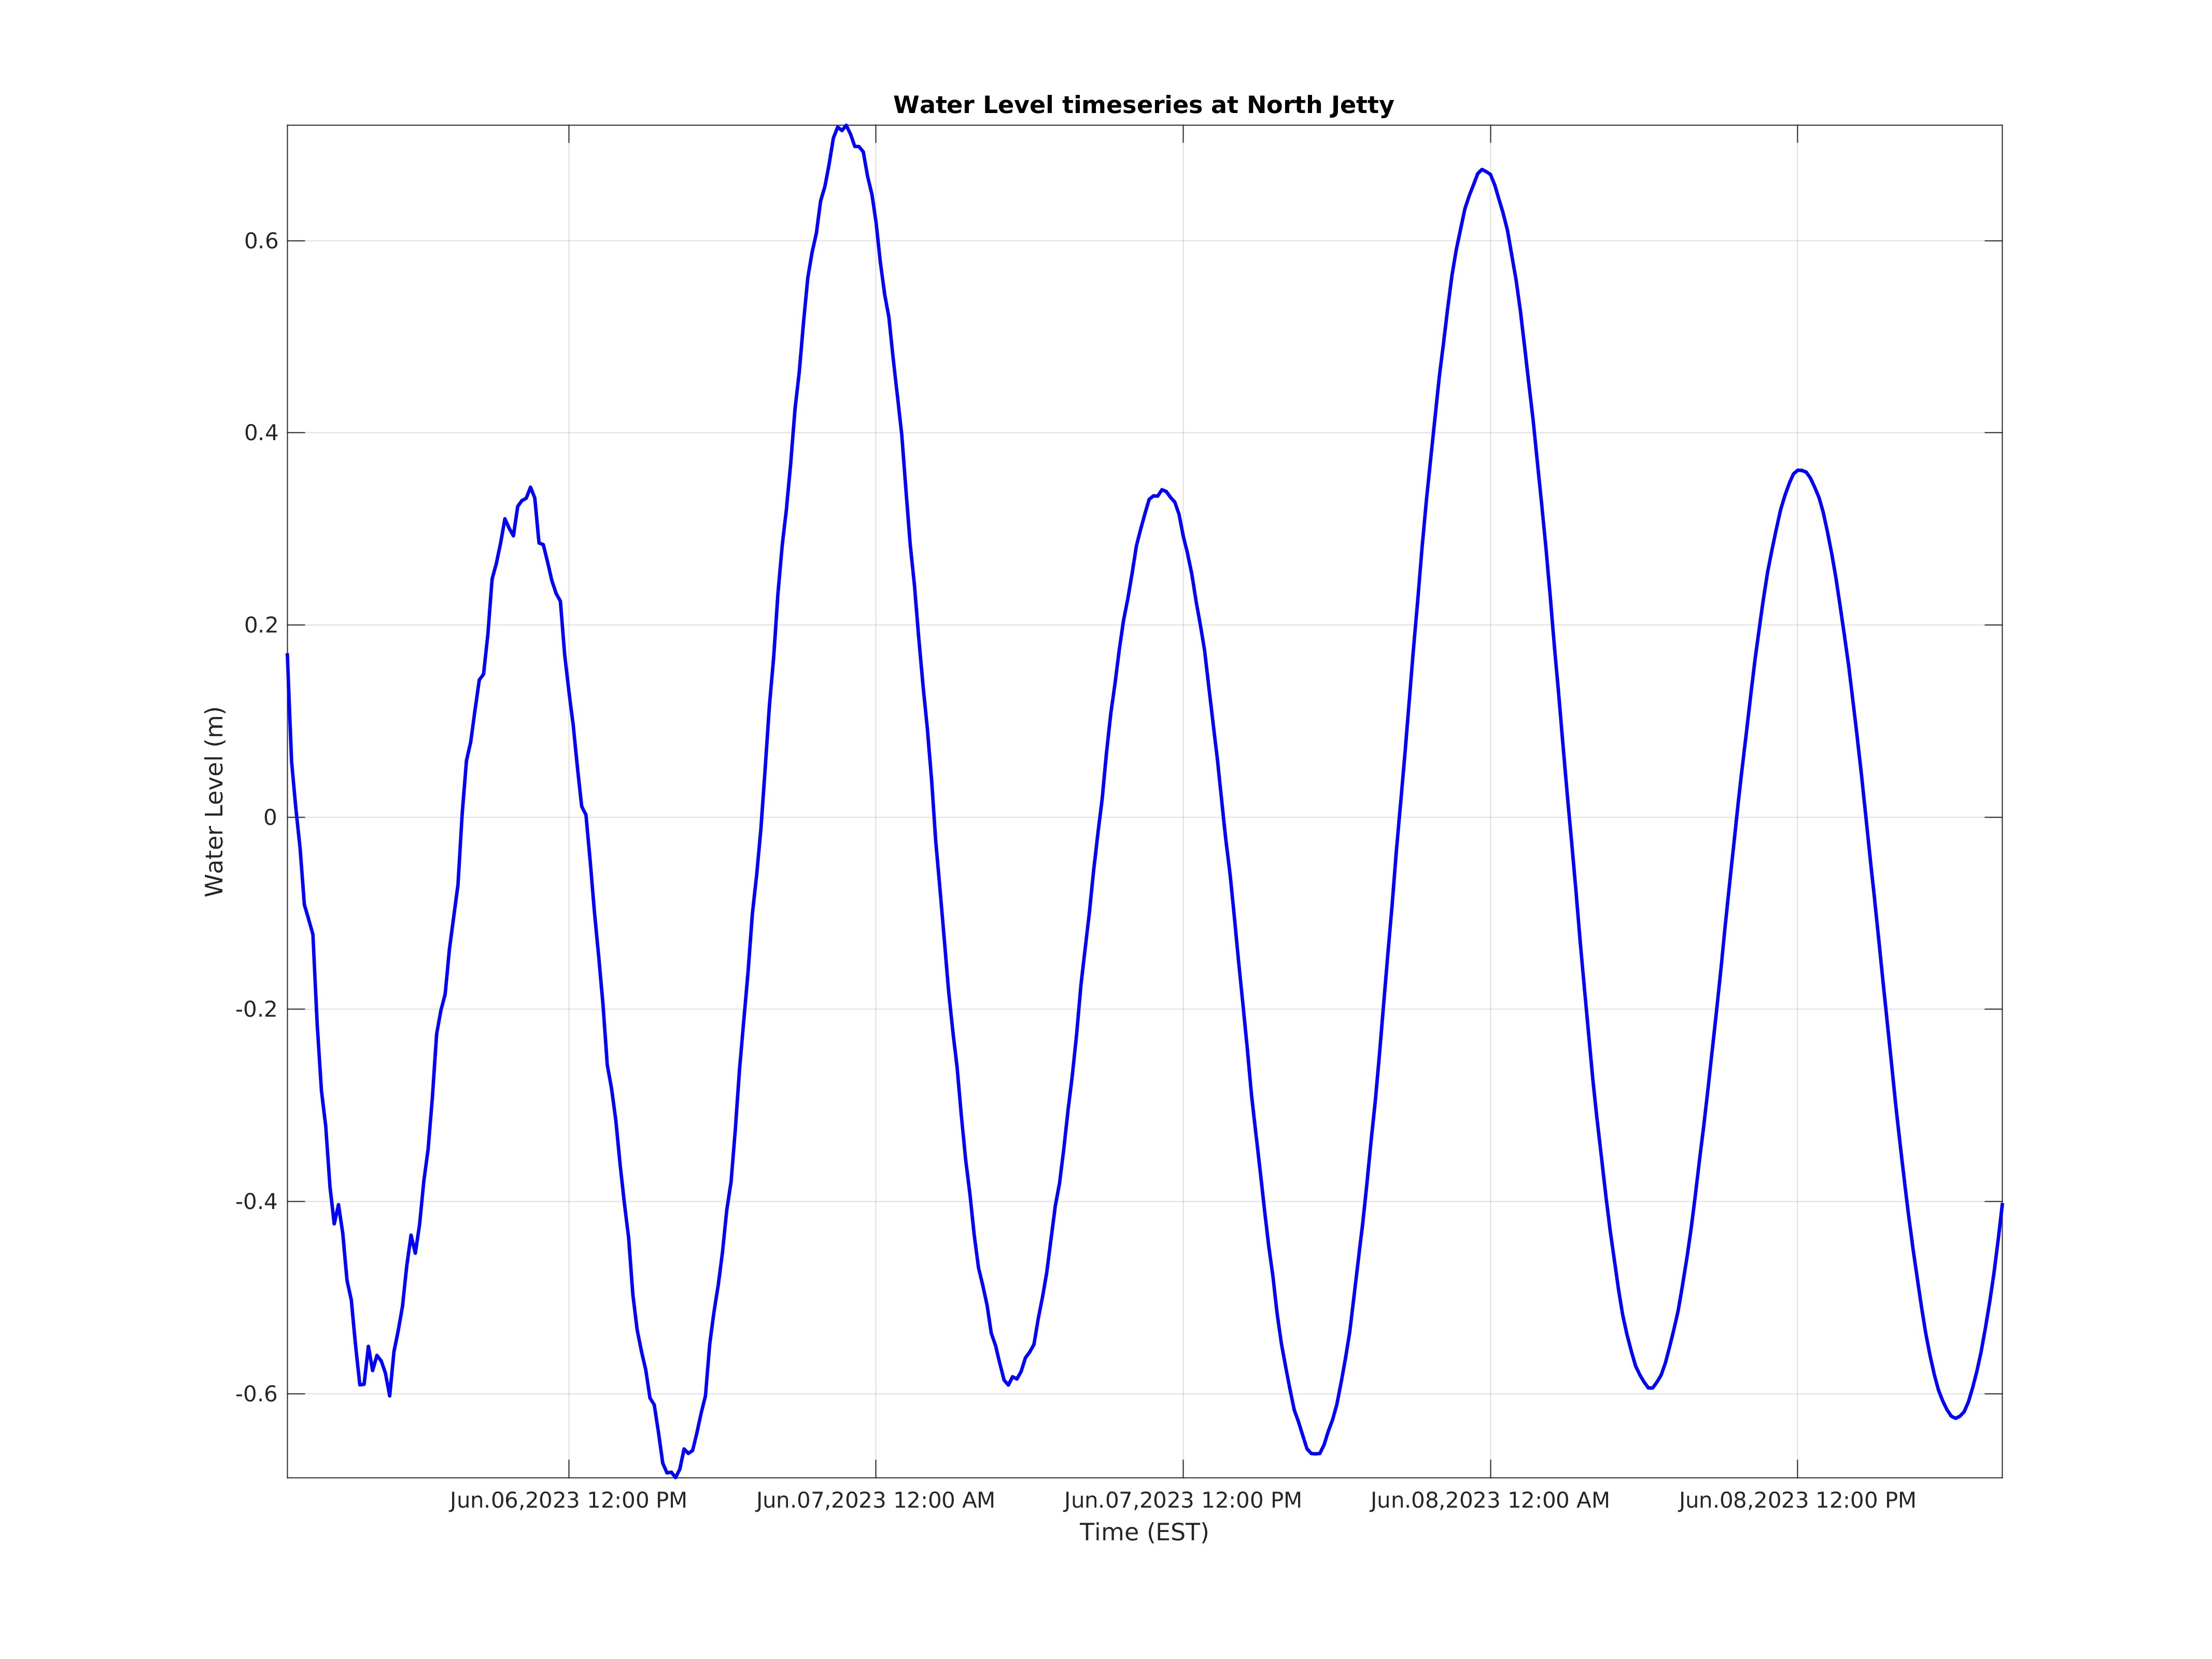 Water Level timeseries at North Jetty
0.6
0.4
0.2
0
-0.2
-0.4
-0.6
Water Level (m)
Jun.06,2023 12:00 PM
Jun.07,2023 12:00 AM
Jun.07,2023 12:00 PM
Jun.08,2023 12:00 AM
Jun.08,2023 12:00 PM
Time (EST)